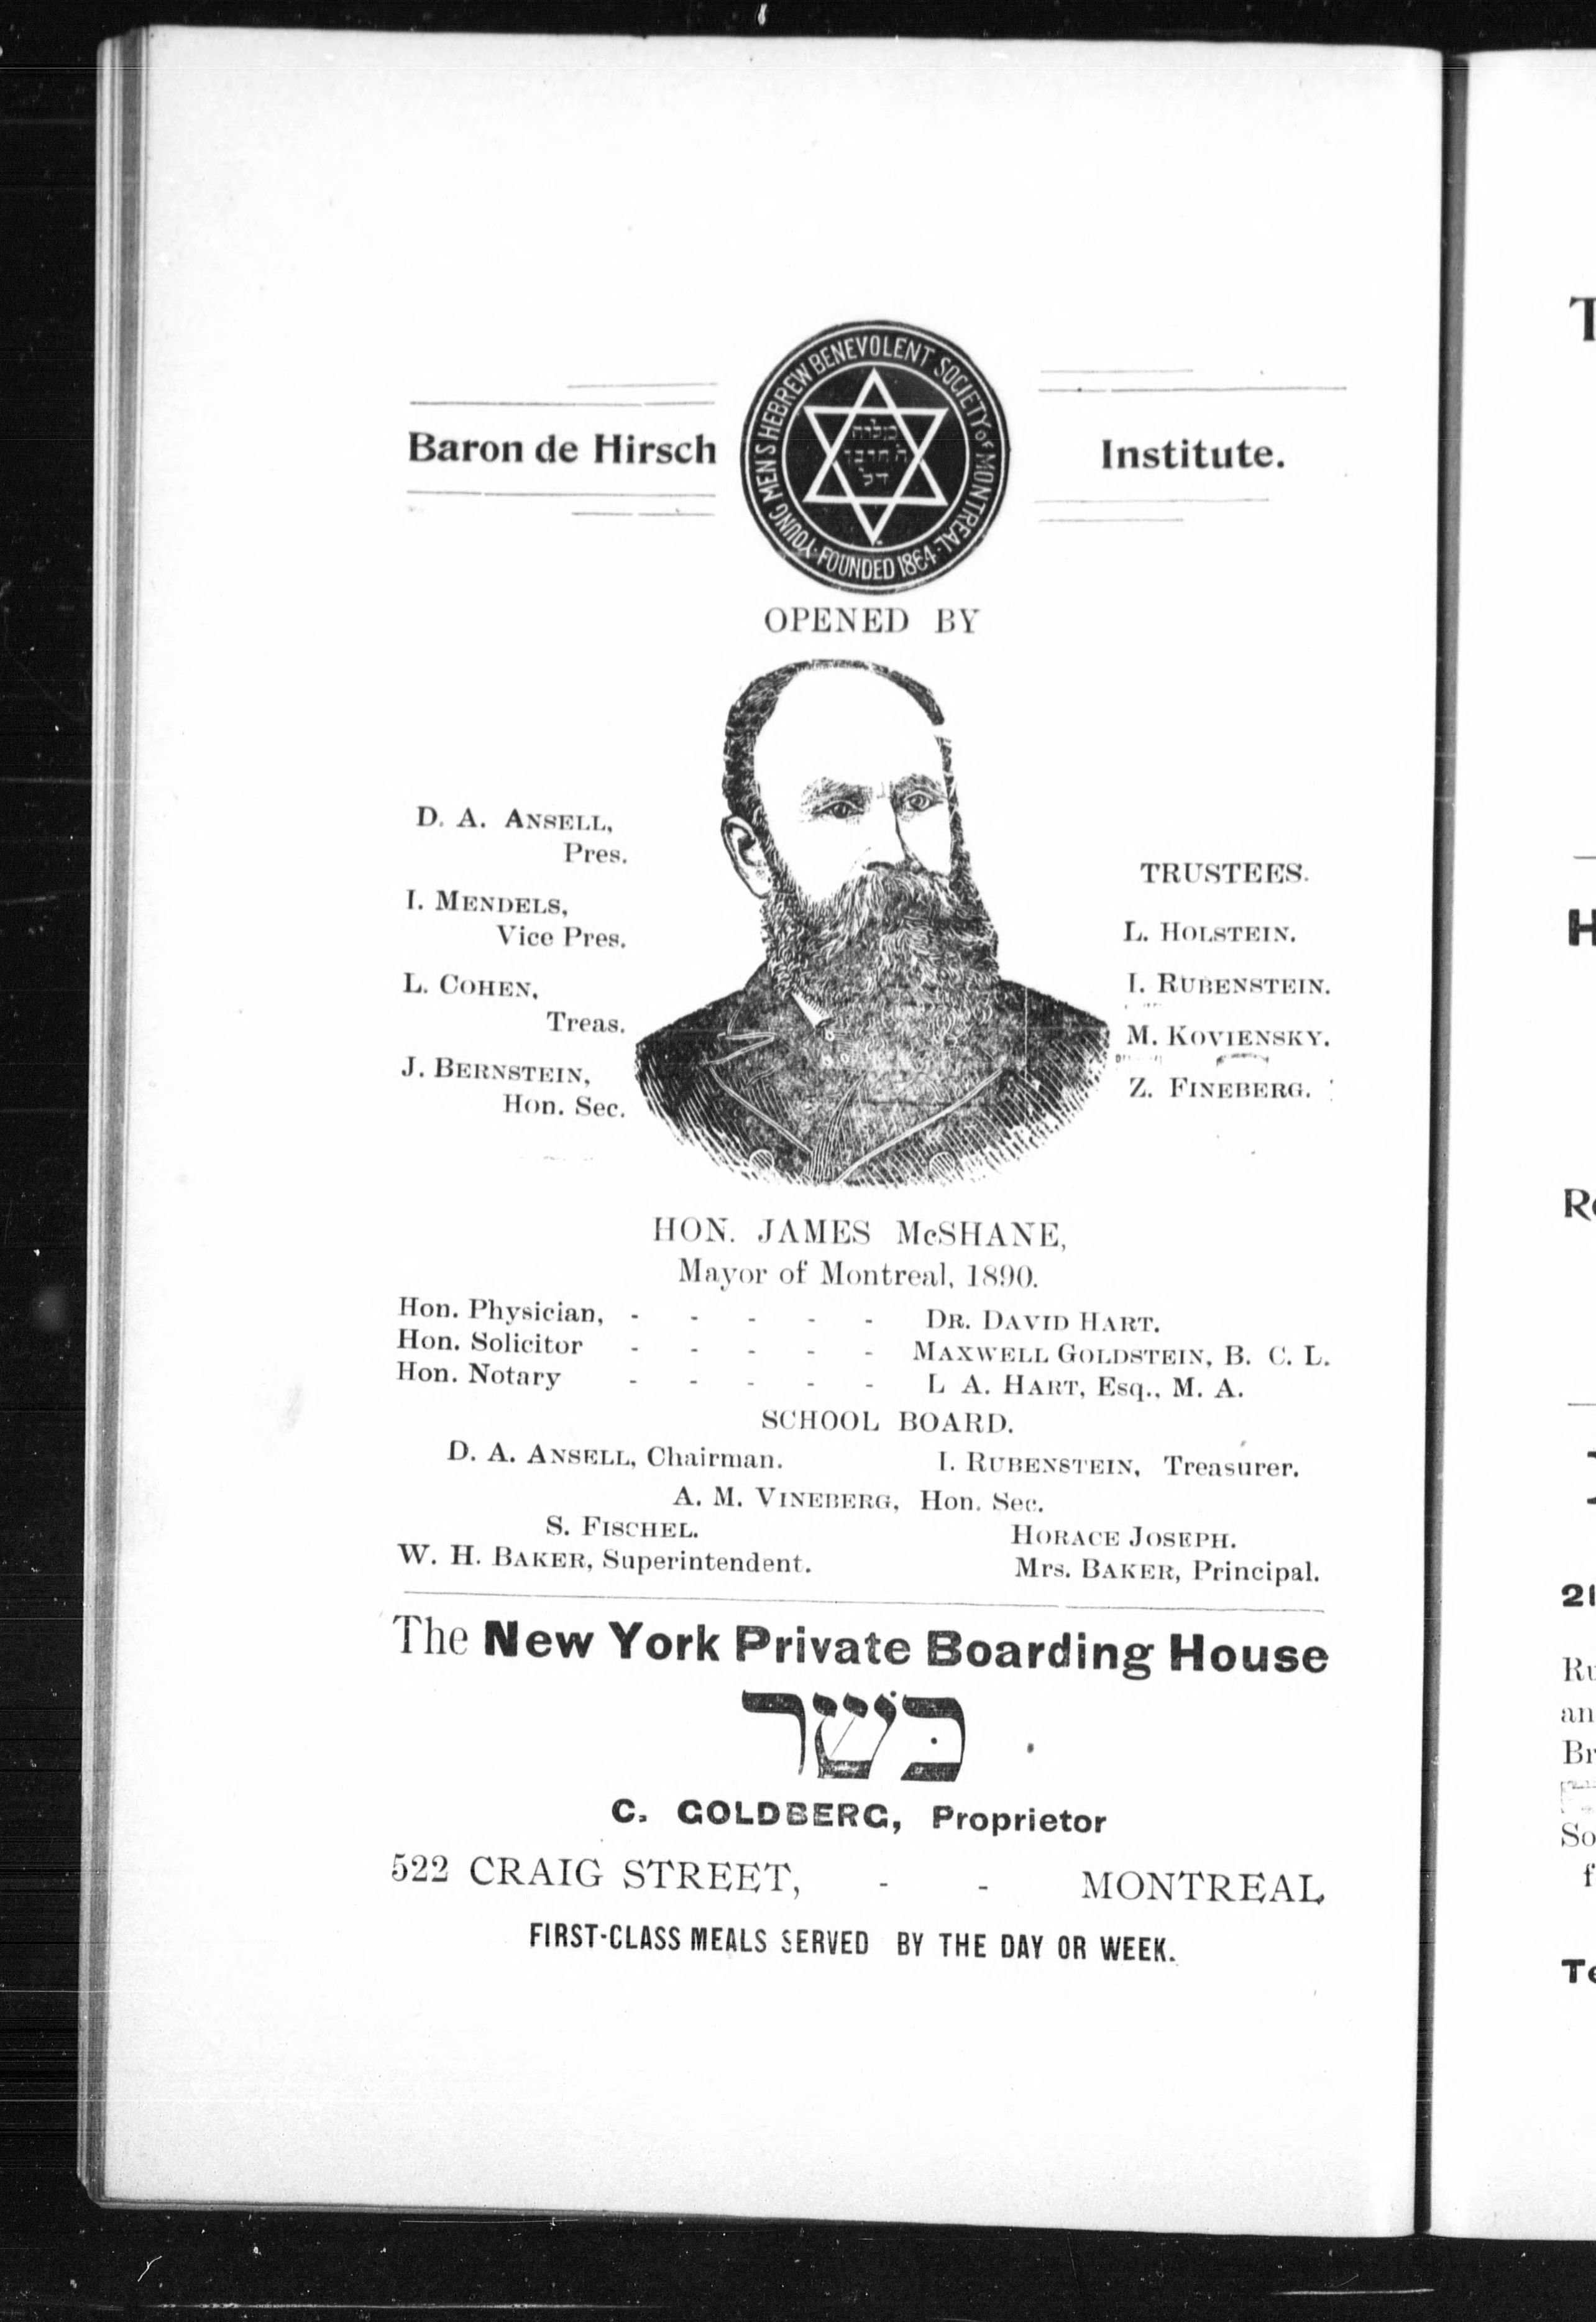 Baron de Hirsch Institute.
YOUNG MEN'S HEBREW BENEVOLENT SOCIETY OF MONTREAL
FOUNDED 1864
OPENED BY
D. A. ANSELL,
Pres.
I. MENDELS,
Vice Pres.
L. COHEN,
Treas.
J. BERNSTEIN,
Hon. Sec.
TRUSTEES.
L. HOLSTEIN.
I. RUBENSTEIN.
M. KOVIENSKY.
Z. FINEBERG.
HON. JAMES McSHANE,
Mayor of Montreal, 1890.
Hon. Physician, - - - - - DR. DAVID HART.
Hon. Solicitor - - - - - MAXWELL GOLDSTEIN, B. C. L.
Hon. Notary - - - - - L A. HART, Esq., M. A.
SCHOOL BOARD.
D. A. ANSELL, Chairman. I. RUBENSTEIN, Treasurer.
A. M. VINEBERG, Hon. Sec.
S. FISCHEL. HORACE JOSEPH.
W. H. BAKER, Superintendent. Mrs. BAKER, Principal.
The New York Private Boarding House
כּשׁר
C. GOLDBERG, Proprietor
522 CRAIG STREET, - - MONTREAL
FIRST-CLASS MEALS SERVED BY THE DAY OR WEEK.